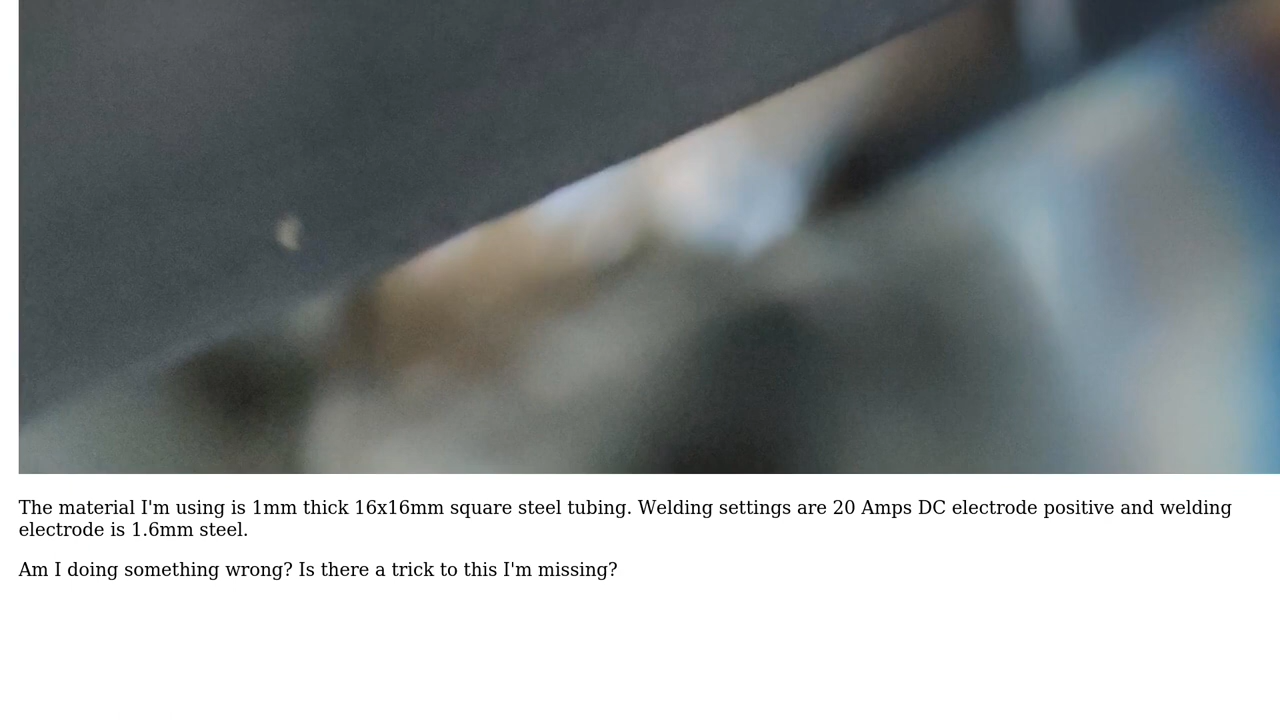 The material I'm using is 1mm thick 16x16mm square steel tubing. Welding settings are 20 Amps DC electrode positive and welding
electrode is 1.6mm steel.
Am I doing something wrong? Is there a trick to this I'm missing?